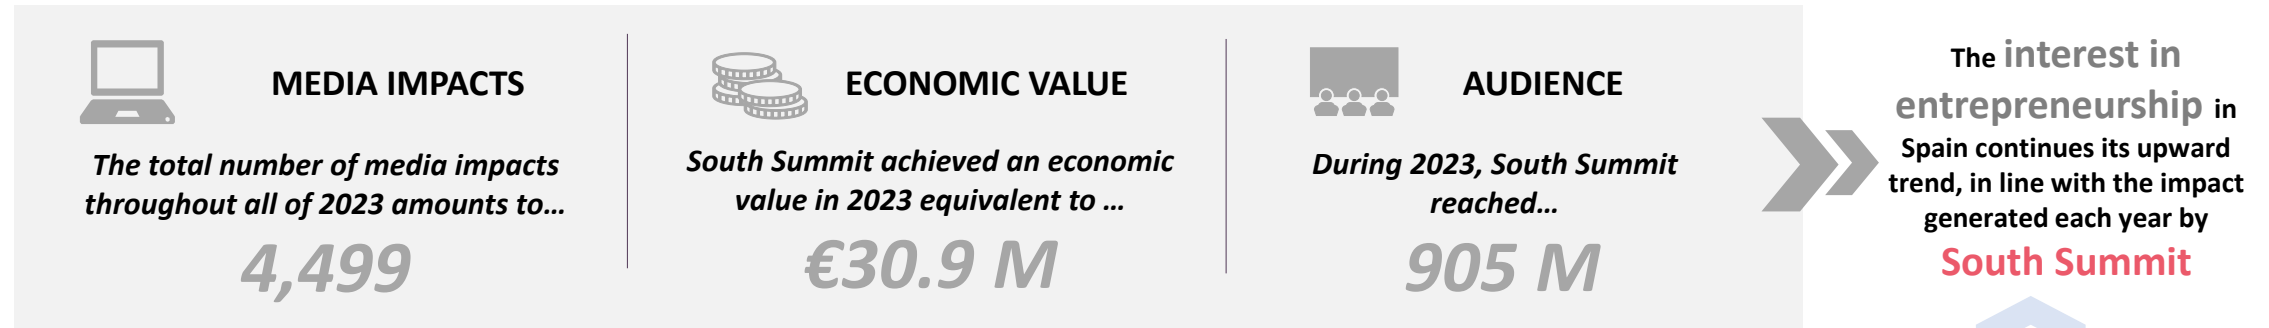 MEDIA IMPACTS
The total number of media impacts
throughout all of 2023 amounts to…
4,499
ECONOMIC VALUE
South Summit achieved an economic
value in 2023 equivalent to …
€30.9 M
AUDIENCE
During 2023, South Summit
reached…
905 M
The interest in
entrepreneurship in
Spain continues its upward
trend, in line with the impact
generated each year by
South Summit